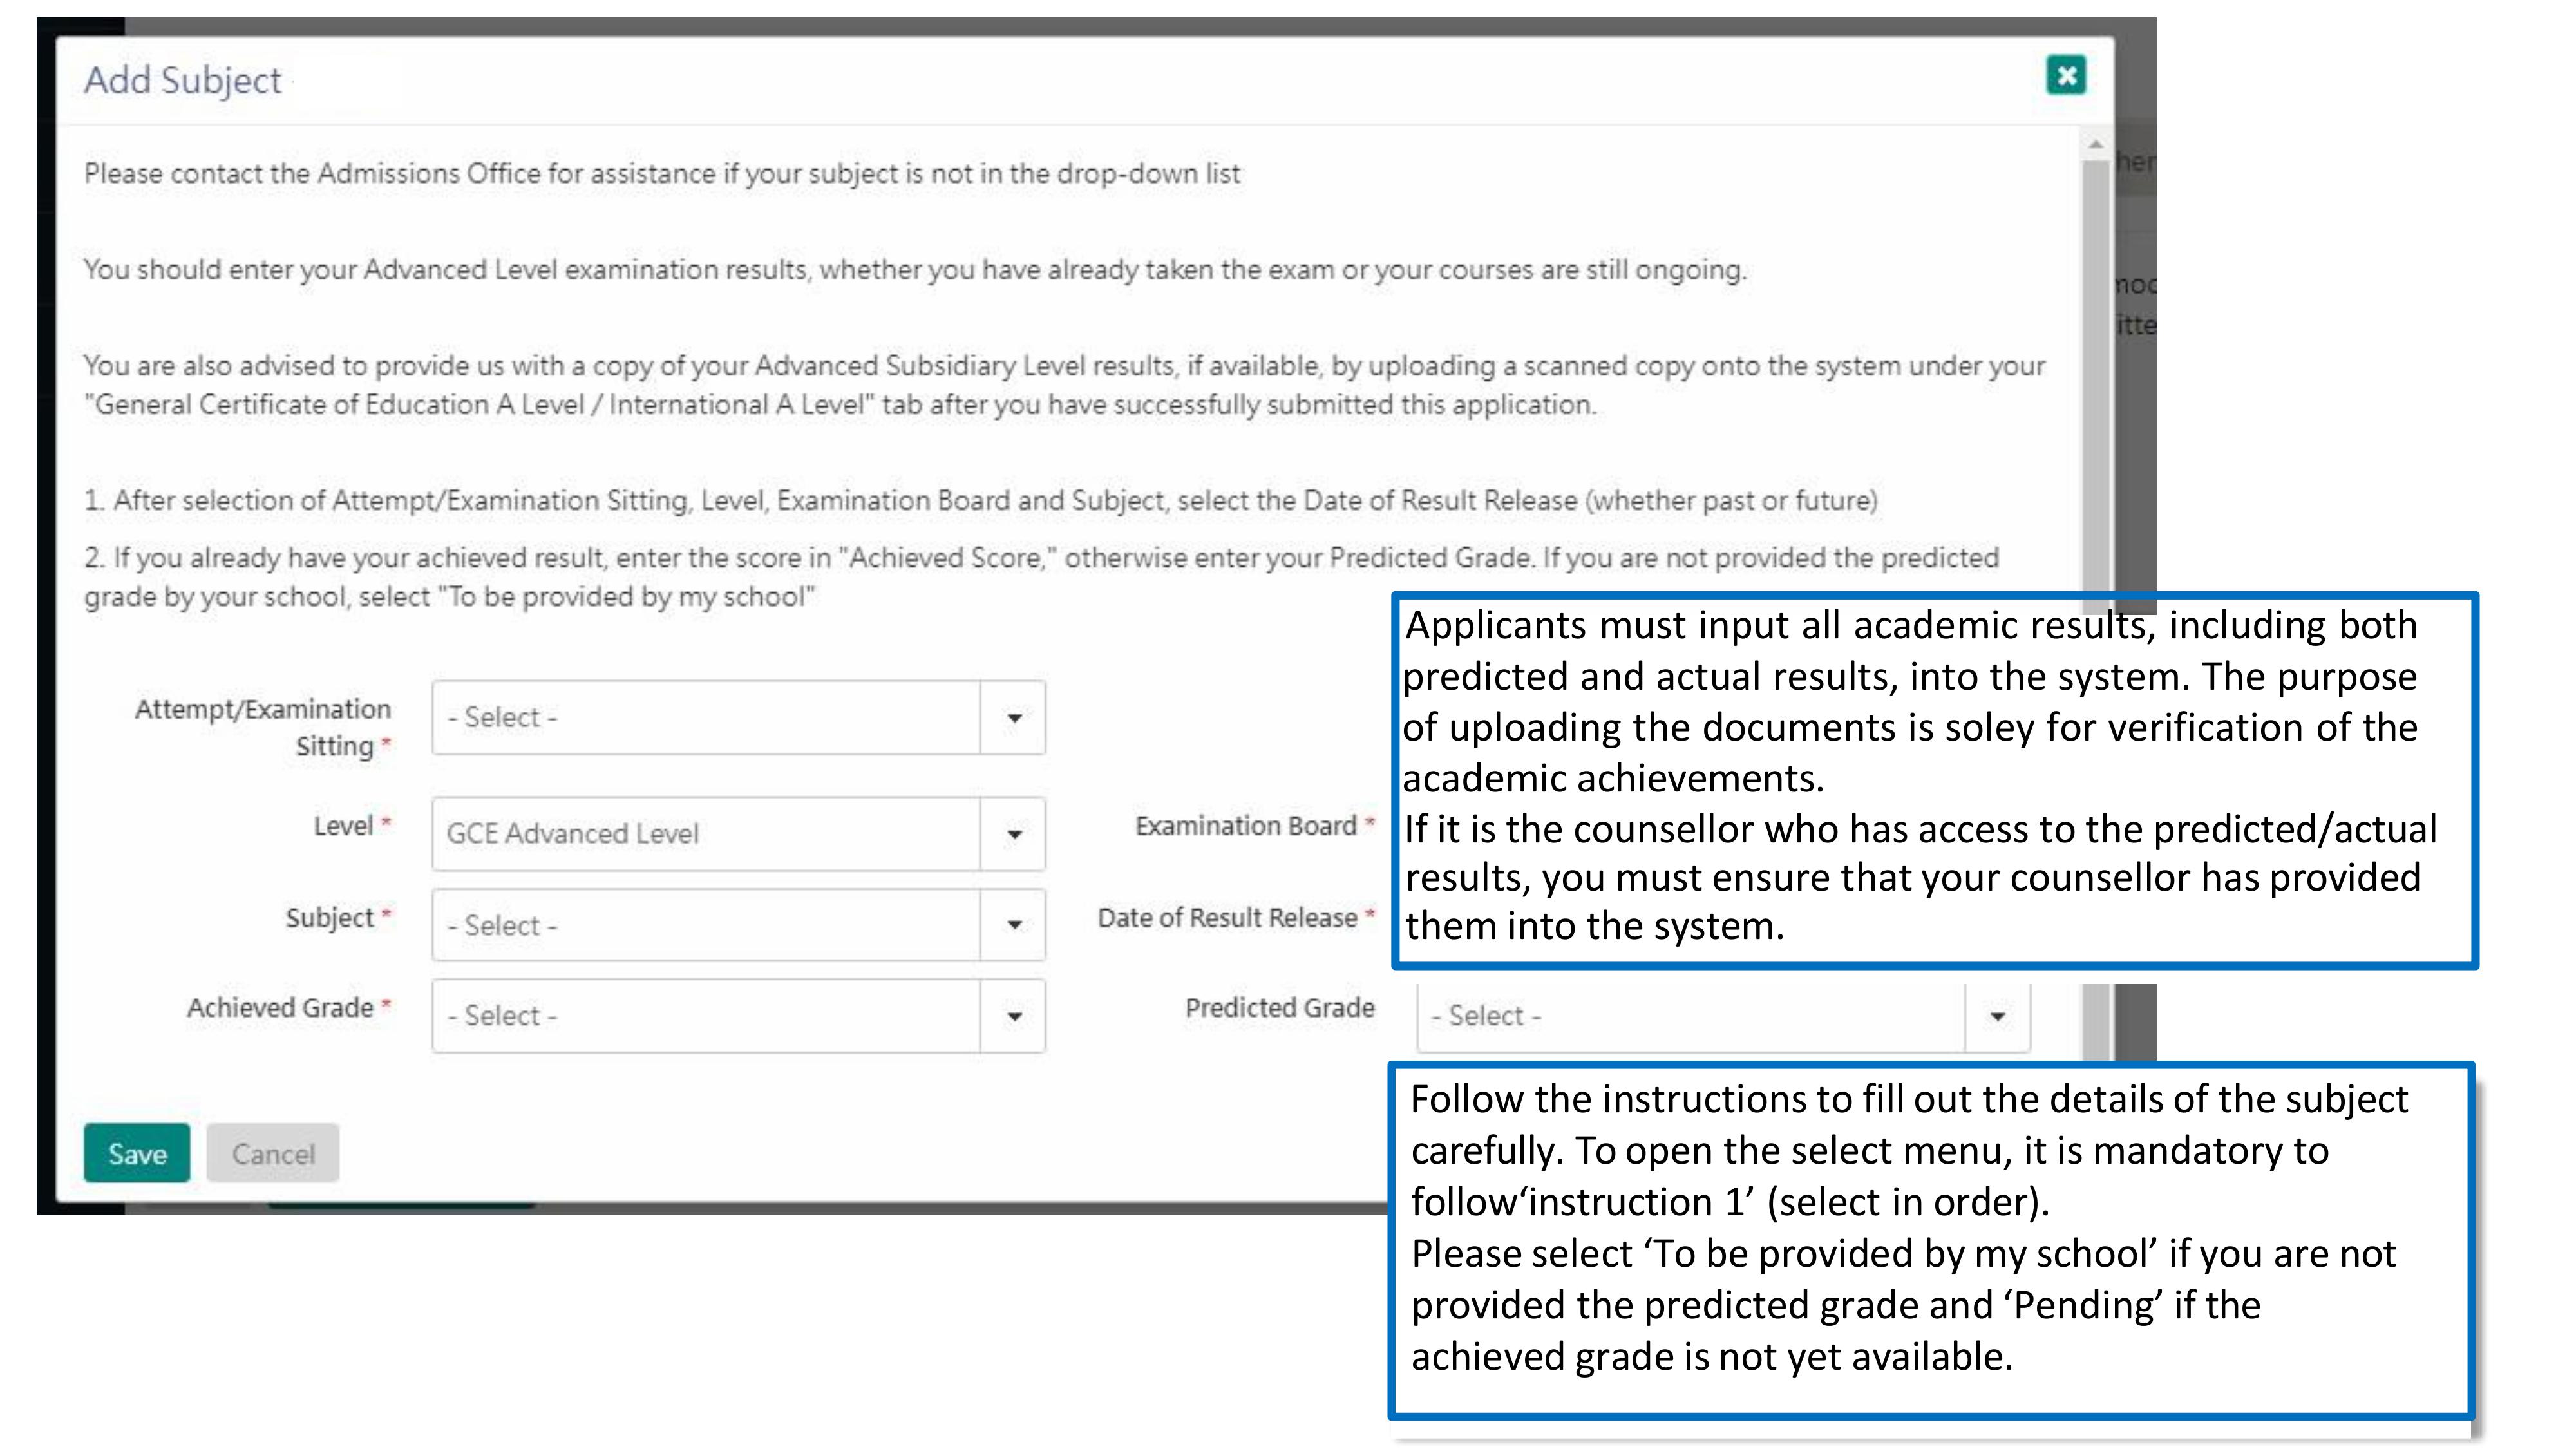 Add Subject
Please contact the Admissions Office for assistance if your subject is not in the drop-down list
You should enter your Advanced Level examination results, whether you have already taken the exam or your courses are still ongoing.
You are also advised to provide us with a copy of your Advanced Subsidiary Level results, if available, by uploading a scanned copy onto the system under your
"General Certificate of Education A Level / International A Level" tab after you have successfully submitted this application.
1. After selection of Attempt/Examination Sitting, Level, Examination Board and Subject, select the Date of Result Release (whether past or future)
2. If you already have your achieved result, enter the score in "Achieved Score," otherwise enter your Predicted Grade. If you are not provided the predicted
grade by your school, select "To be provided by my school"
Attempt/Examination
Sitting *
- Select -
Level *
GCE Advanced Level
Examination Board *
Subject *
- Select -
Date of Result Release *
Achieved Grade *
- Select -
Predicted Grade
- Select -
Save
Cancel
Applicants must input all academic results, including both
predicted and actual results, into the system. The purpose
of uploading the documents is soley for verification of the
academic achievements.
If it is the counsellor who has access to the predicted/actual
results, you must ensure that your counsellor has provided
them into the system.
Follow the instructions to fill out the details of the subject
carefully. To open the select menu, it is mandatory to
follow‘instruction 1’ (select in order).
Please select ‘To be provided by my school’ if you are not
provided the predicted grade and ‘Pending’ if the
achieved grade is not yet available.